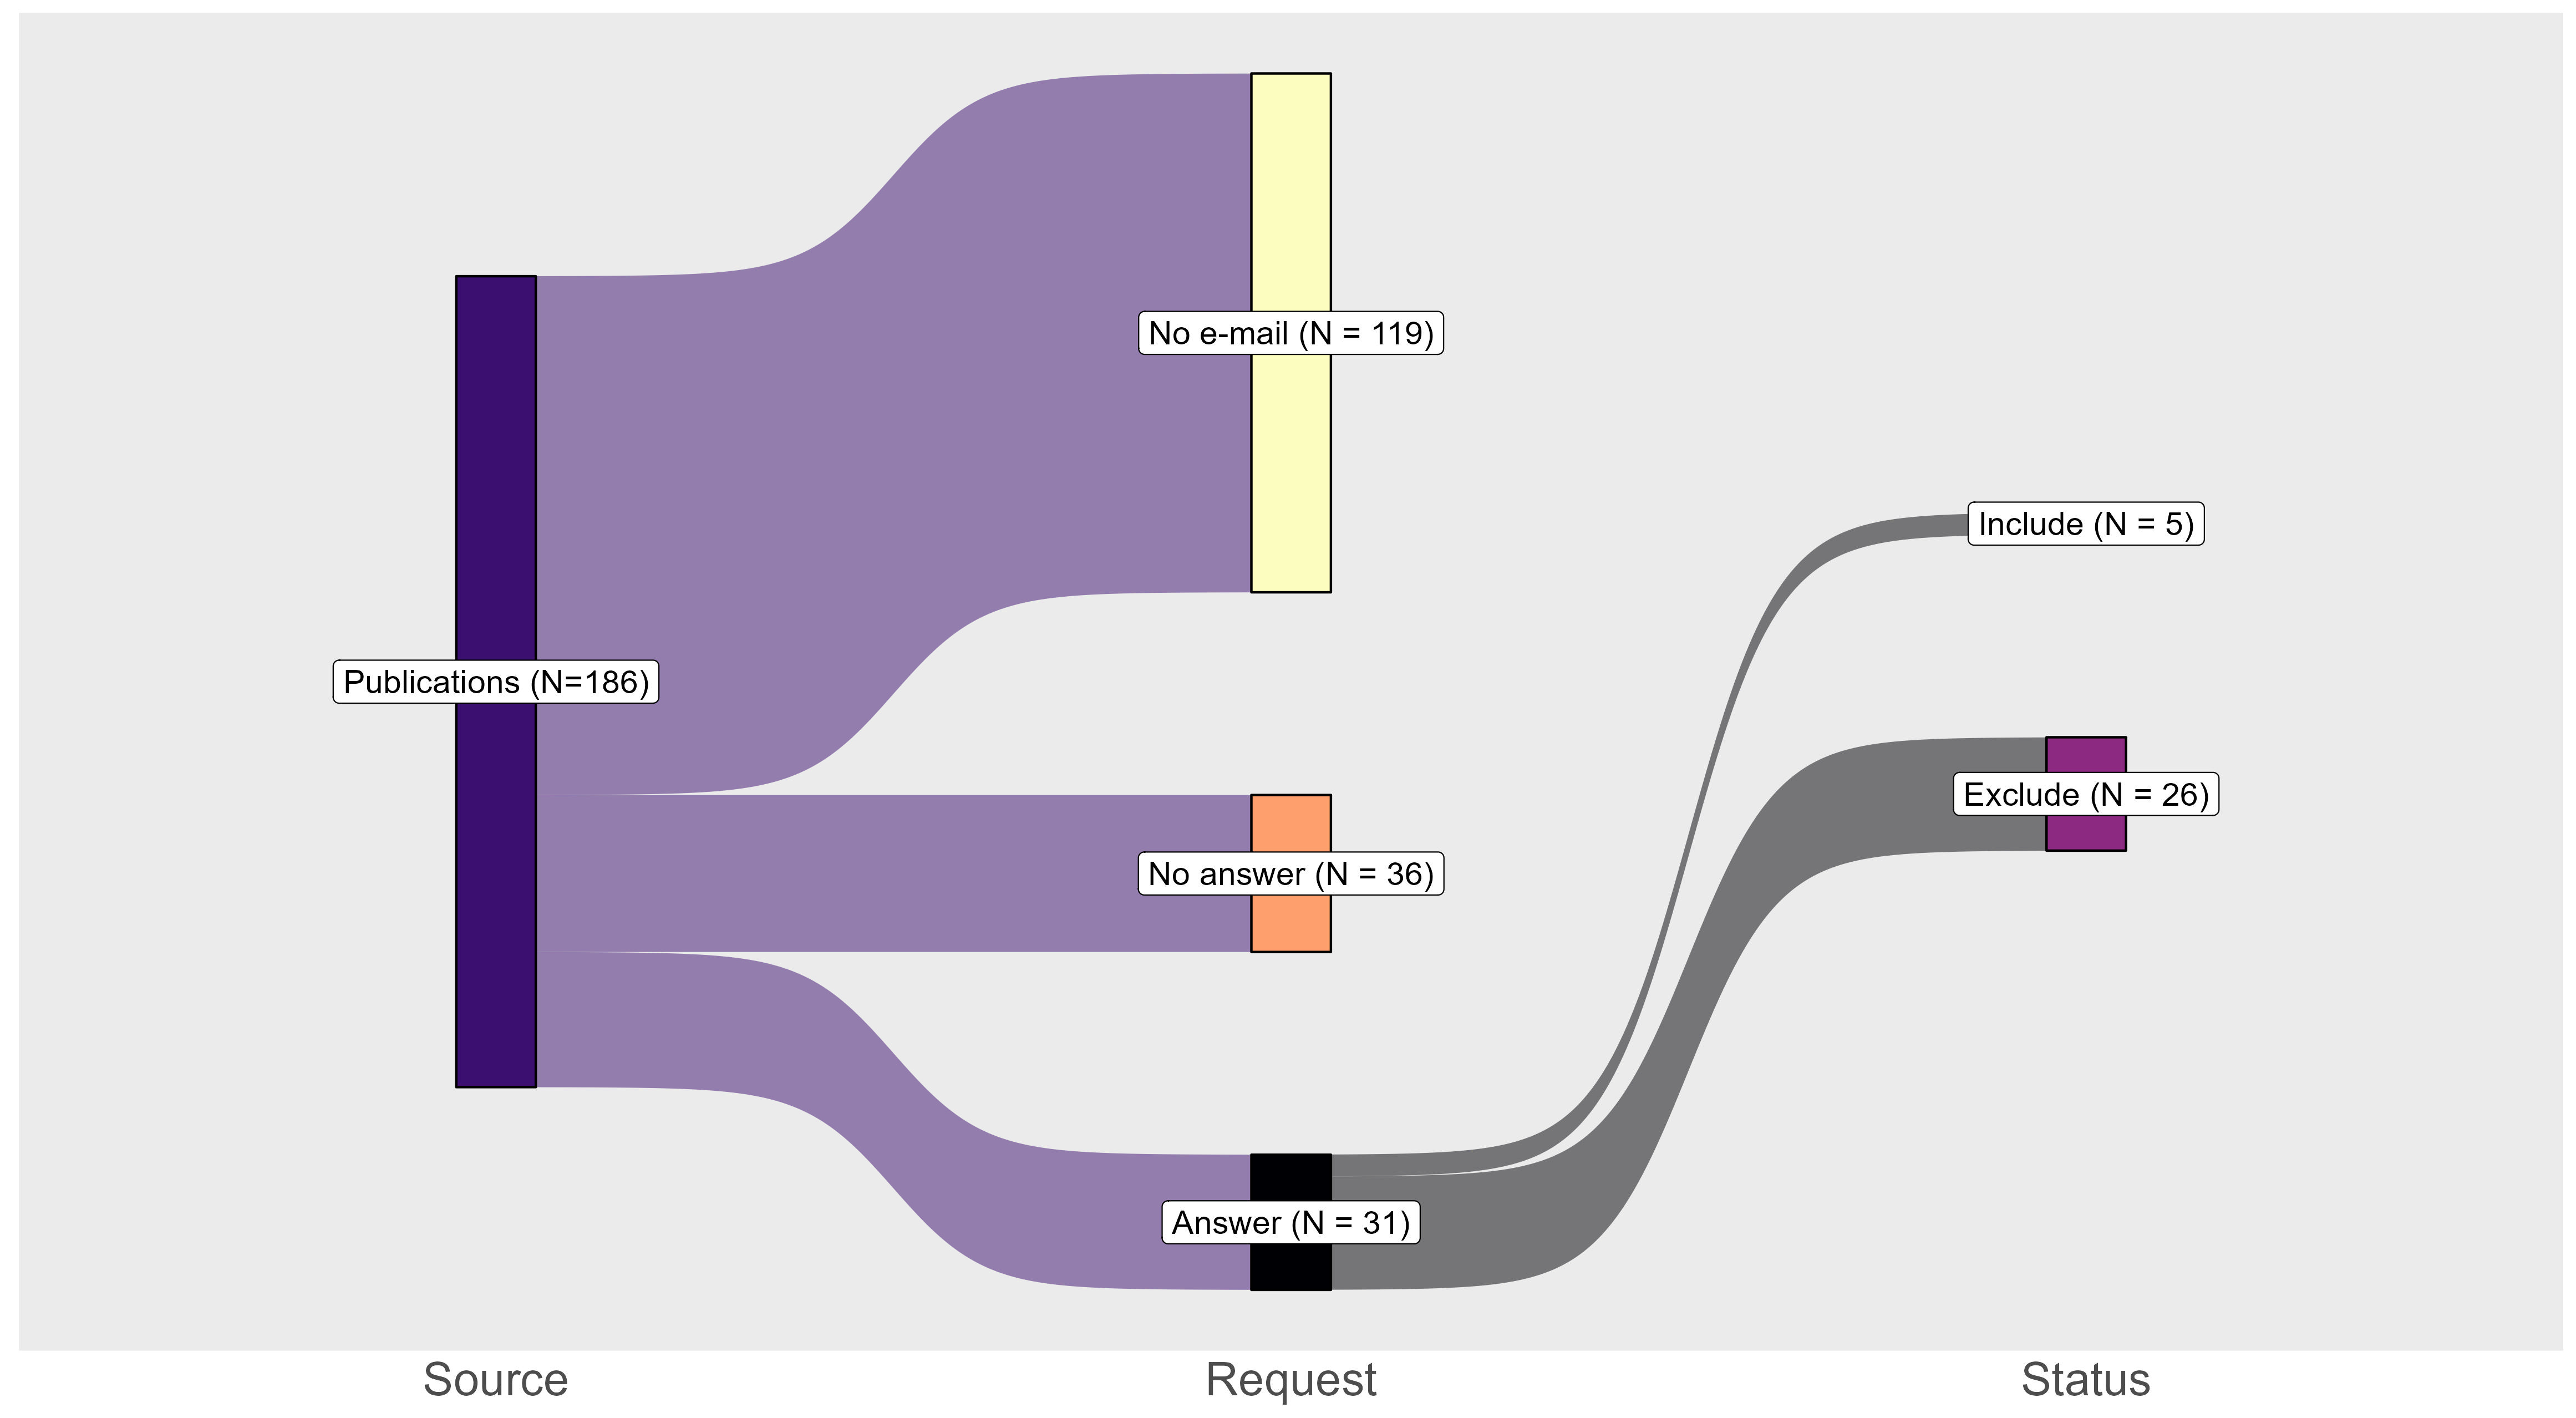 No e-mail (N = 119)
Include (N = 5)
Publications (N=186)
Exclude (N = 26)
No answer (N = 36)
Answer (N = 31)
Source
Request
Status